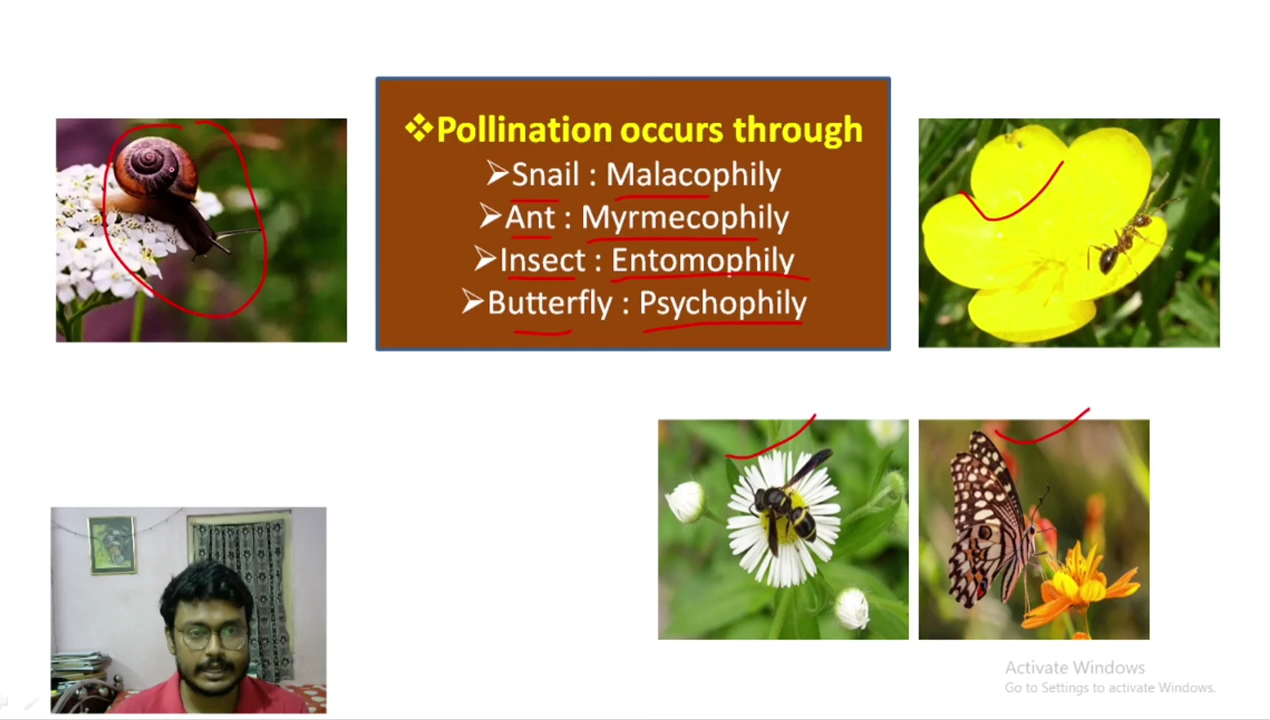 ❖Pollination occurs through
➢Snail : Malacophily
➢Ant : Myrmecophily
➢Insect : Entomophily
➢Butterfly : Psychophily
Activate Windows
Go to Settings to activate Windows.